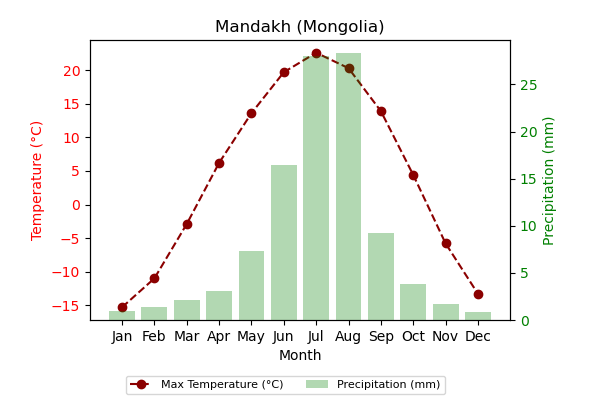 Mandakh (Mongolia)
Temperature (°C)
20
15
10
5
0
−5
−10
−15
25
20
15
10
5
0
Precipitation (mm)
Jan Feb Mar Apr May Jun Jul Aug Sep Oct Nov Dec
Month
Max Temperature (°C) Precipitation (mm)